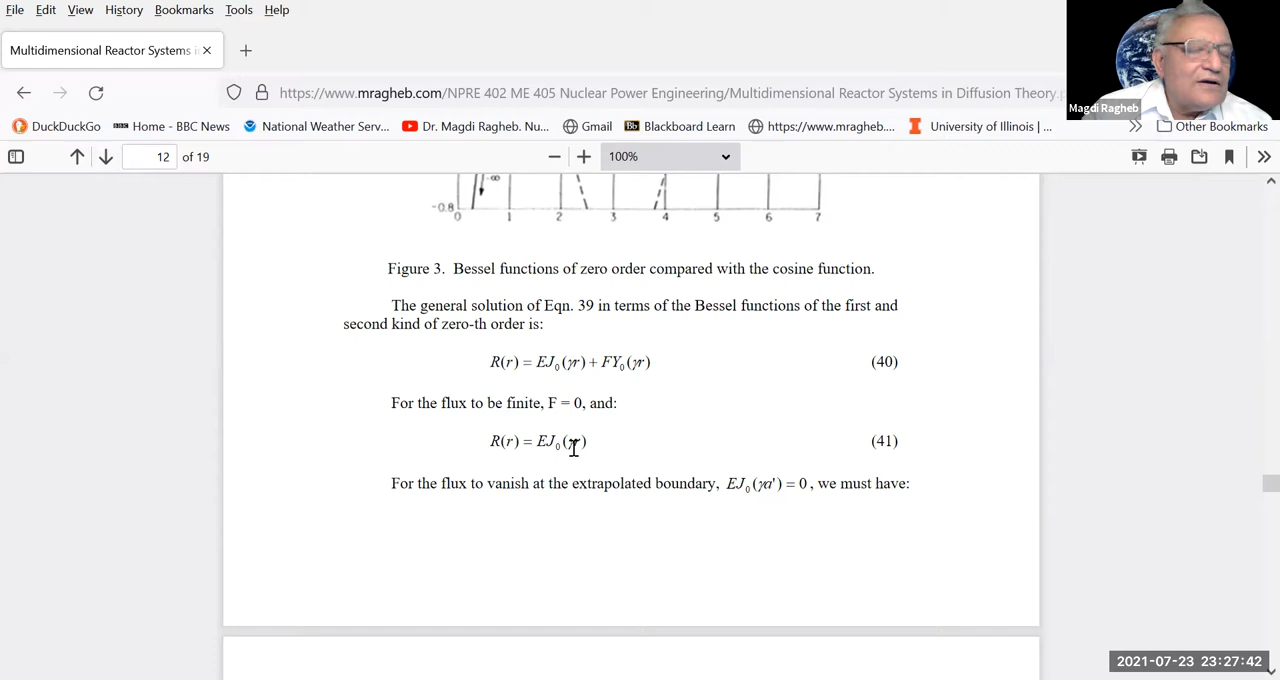 File Edit View History Bookmarks Tools Help
Multidimensional Reactor Systems i
https://www.mragheb.com/NPRE 402 ME 405 Nuclear Power Engineering/Multidimensional Reactor Systems in Diffusion Theory.p
Magdi Ragheb
DuckDuckGo BBC Home - BBC News National Weather Serv... Dr. Magdi Ragheb. Nu... Gmail Bb Blackboard Learn https://www.mragheb.... University of Illinois |... Other Bookmarks
12 of 19 100%
-∞
-0.8
0 1 2 3 4 5 6 7
Figure 3. Bessel functions of zero order compared with the cosine function.
The general solution of Eqn. 39 in terms of the Bessel functions of the first and
second kind of zero-th order is:
R(r) = EJ₀(γr) + FY₀(γr) (40)
For the flux to be finite, F = 0, and:
R(r) = EJ₀(γr) (41)
For the flux to vanish at the extrapolated boundary, EJ₀(γa') = 0, we must have:
2021-07-23 23:27:42